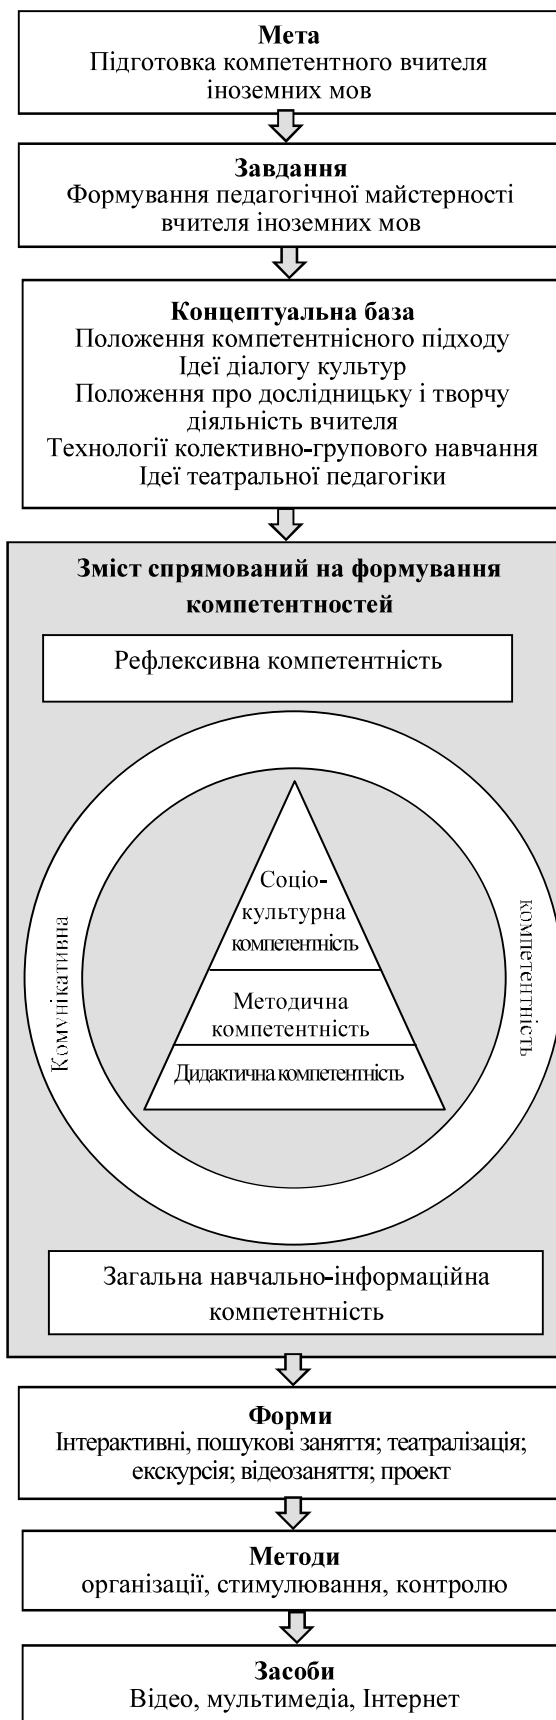 Мета
Підготовка компетентного вчителя
іноземних мов
Завдання
Формування педагогічної майстерності
вчителя іноземних мов
Концептуальна база
Положення компетентнісного підходу
Ідеї діалогу культур
Положення про дослідницьку і творчу
діяльність вчителя
Технології колективно-групового навчання
Ідеї театральної педагогіки
Зміст спрямований на формування
компетентностей
Рефлексивна компетентність
Комунікативна
компетентність
Соціо-
культурна
компетентність
Методична
компетентність
Дидактична компетентність
Загальна навчально-інформаційна
компетентність
Форми
Інтерактивні, пошукові заняття; театралізація;
екскурсія; відеозаняття; проект
Методи
організації, стимулювання, контролю
Засоби
Відео, мультимедіа, Інтернет